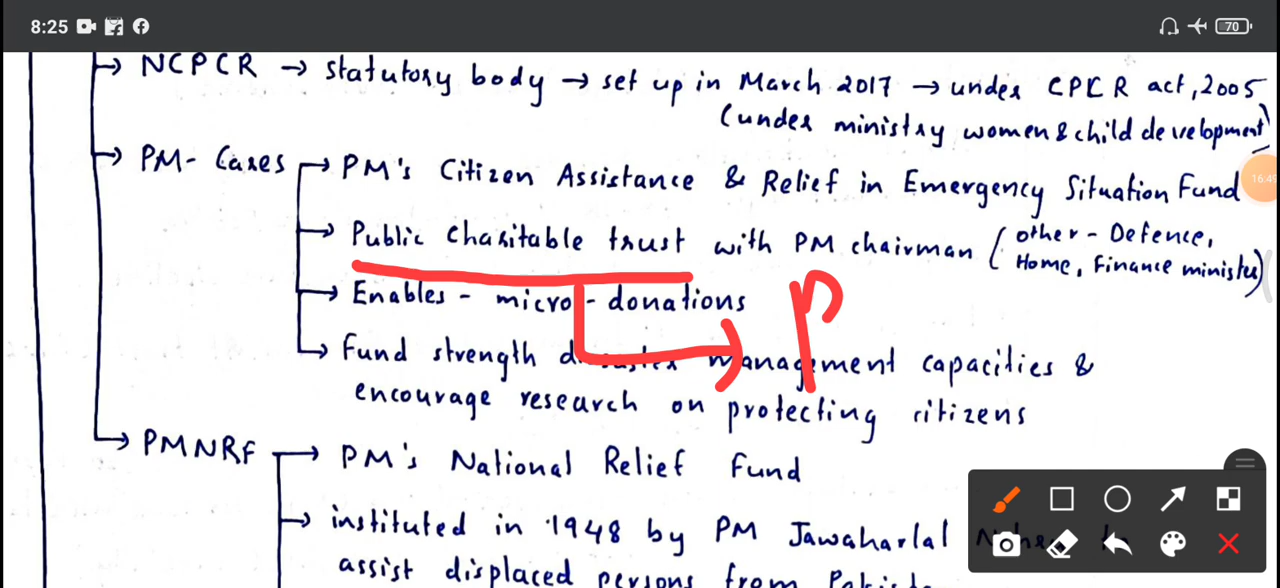 8:25
70
→ NCPCR → statutory body → set up in March 2017 → under CPCR act, 2005
(under ministry women & child development)
→ PM-Cares → PM's Citizen Assistance & Relief in Emergency Situation Fund
16:49
→ Public charitable trust with PM chairman (other - Defence,
Home, Finance minister)
→ Enables - micro-donations
P
→ Fund strength disaster management capacities &
encourage research on protecting citizens
→ PMNRF → PM's National Relief Fund
→ instituted in 1948 by PM Jawaharlal
assist displaced persons from